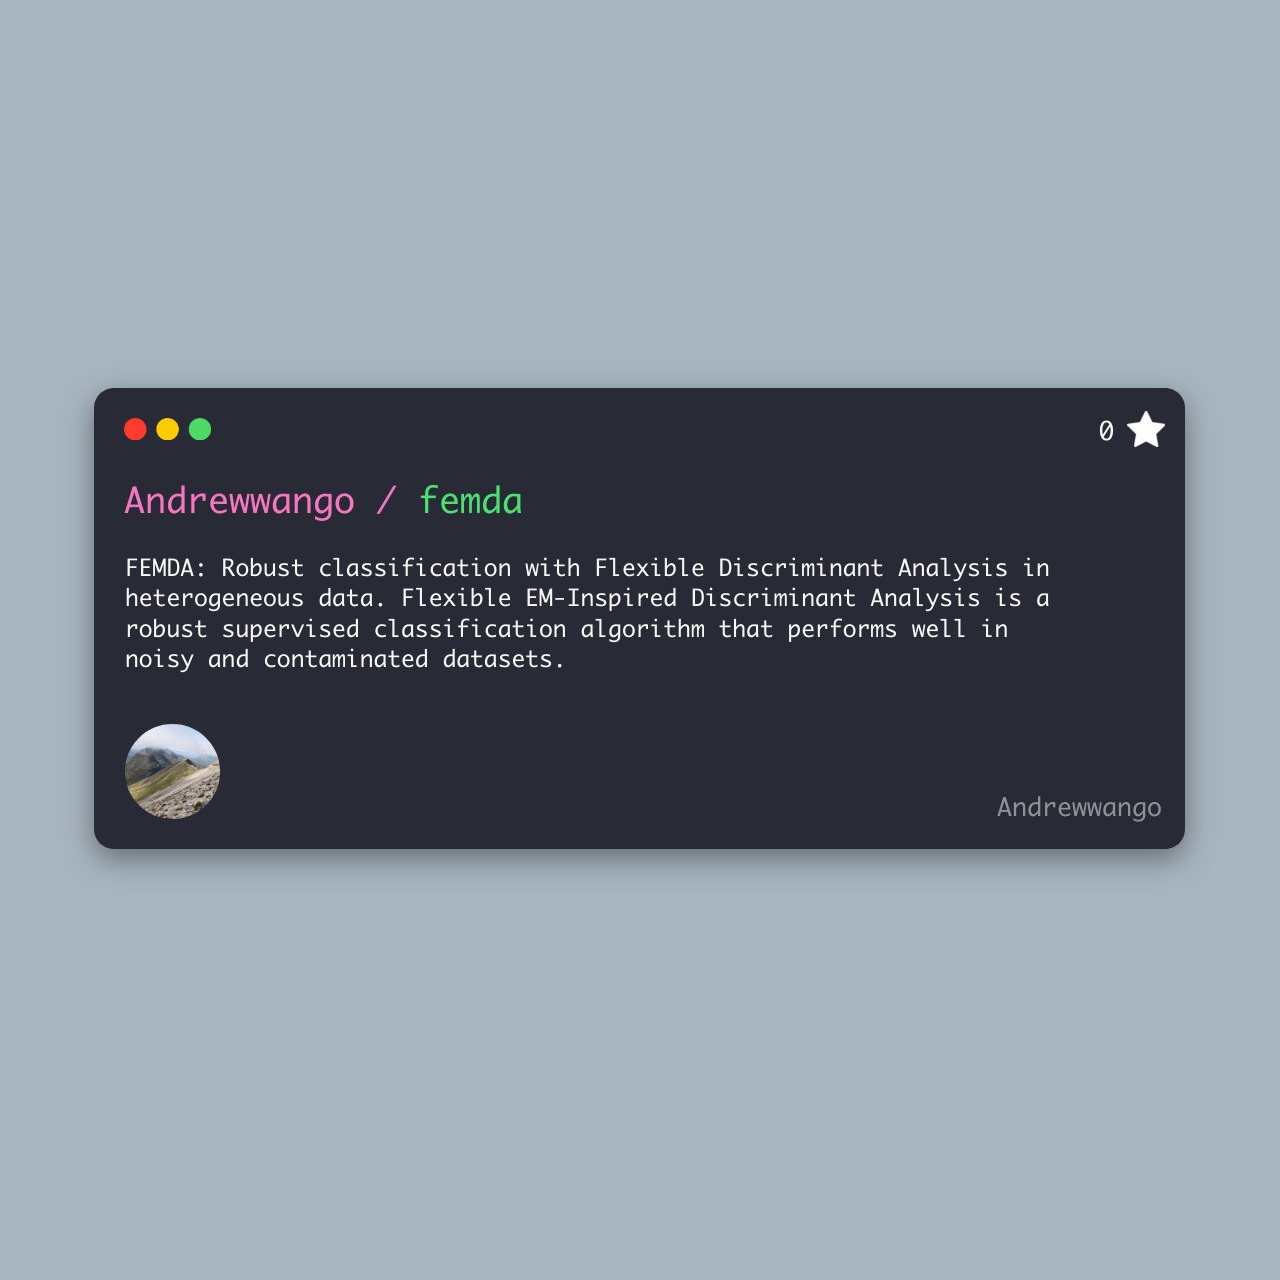 0
Andrewwango / femda
FEMDA: Robust classification with Flexible Discriminant Analysis in
heterogeneous data. Flexible EM-Inspired Discriminant Analysis is a
robust supervised classification algorithm that performs well in
noisy and contaminated datasets.
Andrewwango